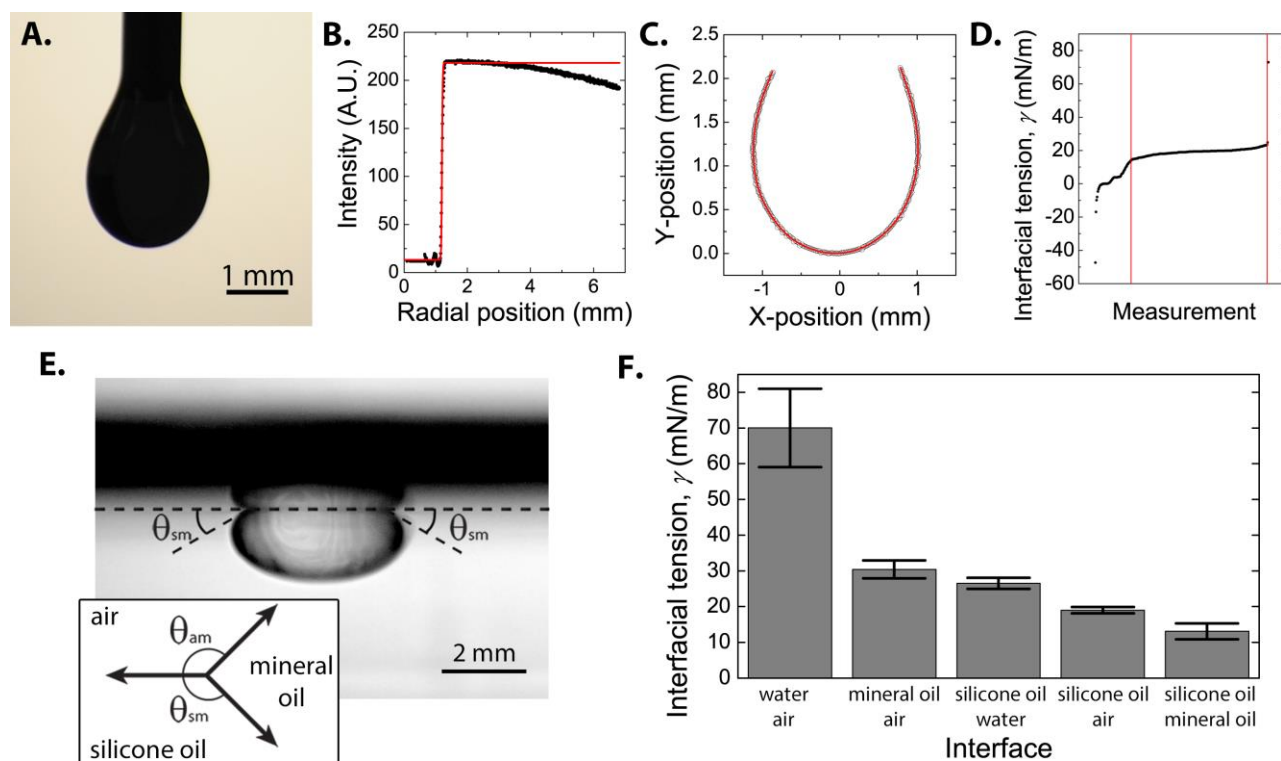 A.
1 mm
B.
Intensity (A.U.)
250
200
150
100
50
0
0 2 4 6
Radial position (mm)
C.
Y-position (mm)
2.5
2.0
1.5
1.0
0.5
0.0
-1 0 1
X-position (mm)
D.
Interfacial tension, γ (mN/m)
80
60
40
20
0
-20
-40
-60
Measurement
E.
θsm θsm
2 mm
air
θam
mineral
oil
θsm
silicone oil
F.
Interfacial tension, γ (mN/m)
80
70
60
50
40
30
20
10
0
water
air
mineral oil
air
silicone oil
water
silicone oil
air
silicone oil
mineral oil
Interface